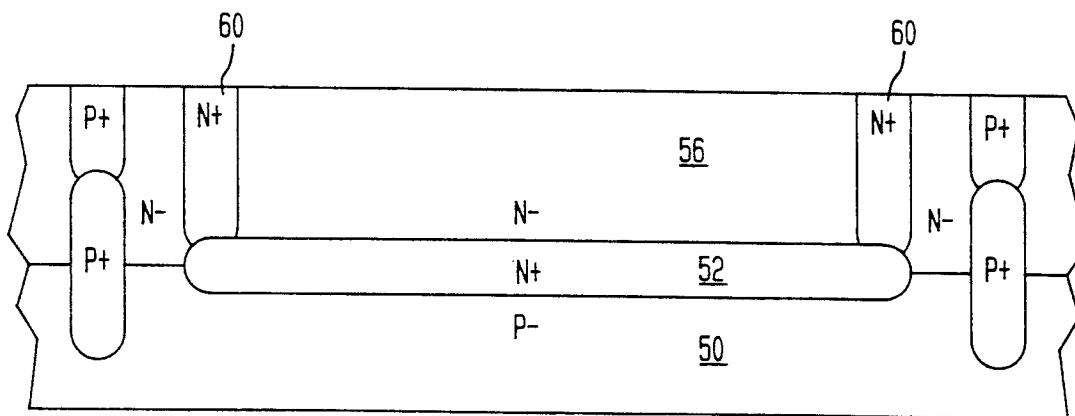 60 60
P+ N+ N+ P+
56
N- N- N-
P+ N+ 52 P+
P- 50